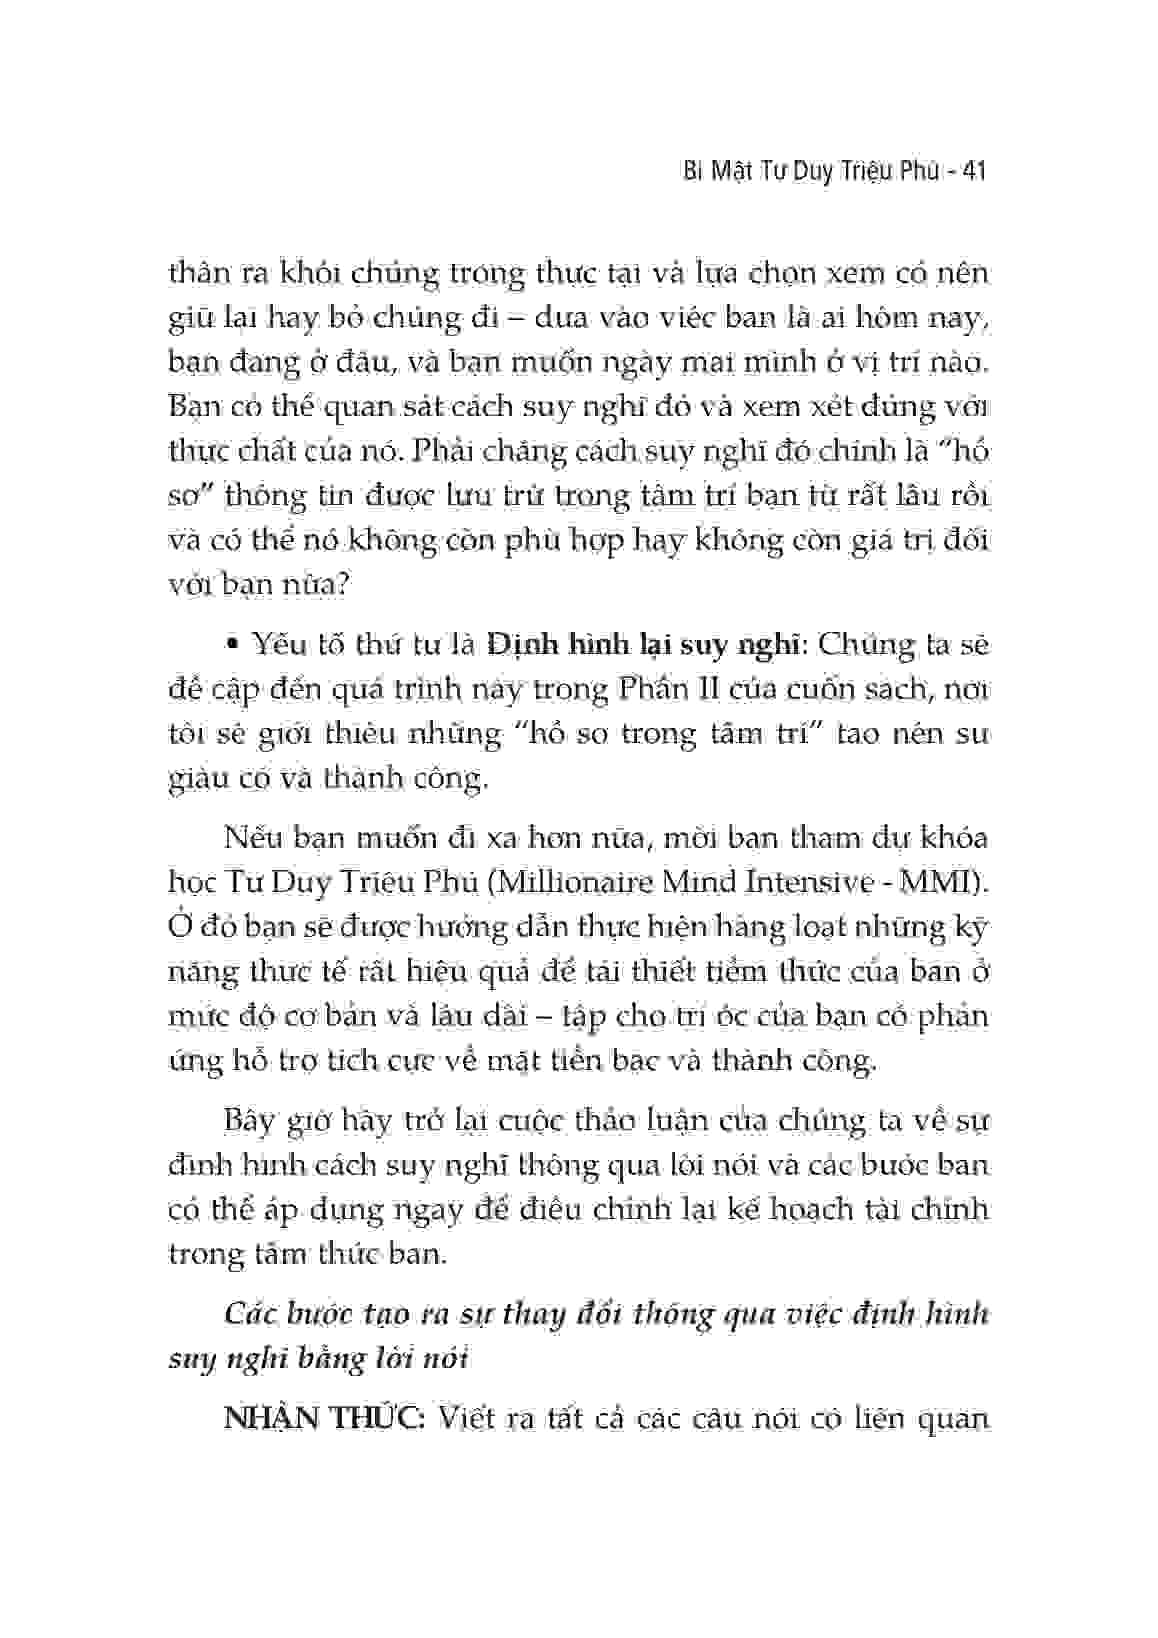 Bí Mật Tư Duy Triệu Phú - 41
thân ra khỏi chúng trong thực tại và lựa chọn xem có nên
giữ lại hay bỏ chúng đi – dựa vào việc bạn là ai hôm nay,
bạn đang ở đâu, và bạn muốn ngày mai mình ở vị trí nào.
Bạn có thể quan sát cách suy nghĩ đó và xem xét đúng với
thực chất của nó. Phải chăng cách suy nghĩ đó chính là “hồ
sơ” thông tin được lưu trữ trong tâm trí bạn từ rất lâu rồi
và có thể nó không còn phù hợp hay không còn giá trị đối
với bạn nữa?
• Yếu tố thứ tư là Định hình lại suy nghĩ: Chúng ta sẽ
đề cập đến quá trình này trong Phần II của cuốn sách, nơi
tôi sẽ giới thiệu những “hồ sơ trong tâm trí” tạo nên sự
giàu có và thành công.
Nếu bạn muốn đi xa hơn nữa, mời bạn tham dự khóa
học Tư Duy Triệu Phú (Millionaire Mind Intensive - MMI).
Ở đó bạn sẽ được hướng dẫn thực hiện hàng loạt những kỹ
năng thực tế rất hiệu quả để tái thiết tiềm thức của bạn ở
mức độ cơ bản và lâu dài – tập cho trí óc của bạn có phản
ứng hỗ trợ tích cực về mặt tiền bạc và thành công.
Bây giờ hãy trở lại cuộc thảo luận của chúng ta về sự
định hình cách suy nghĩ thông qua lời nói và các bước bạn
có thể áp dụng ngay để điều chỉnh lại kế hoạch tài chính
trong tâm thức bạn.
Các bước tạo ra sự thay đổi thông qua việc định hình
suy nghĩ bằng lời nói
NHẬN THỨC: Viết ra tất cả các câu nói có liên quan